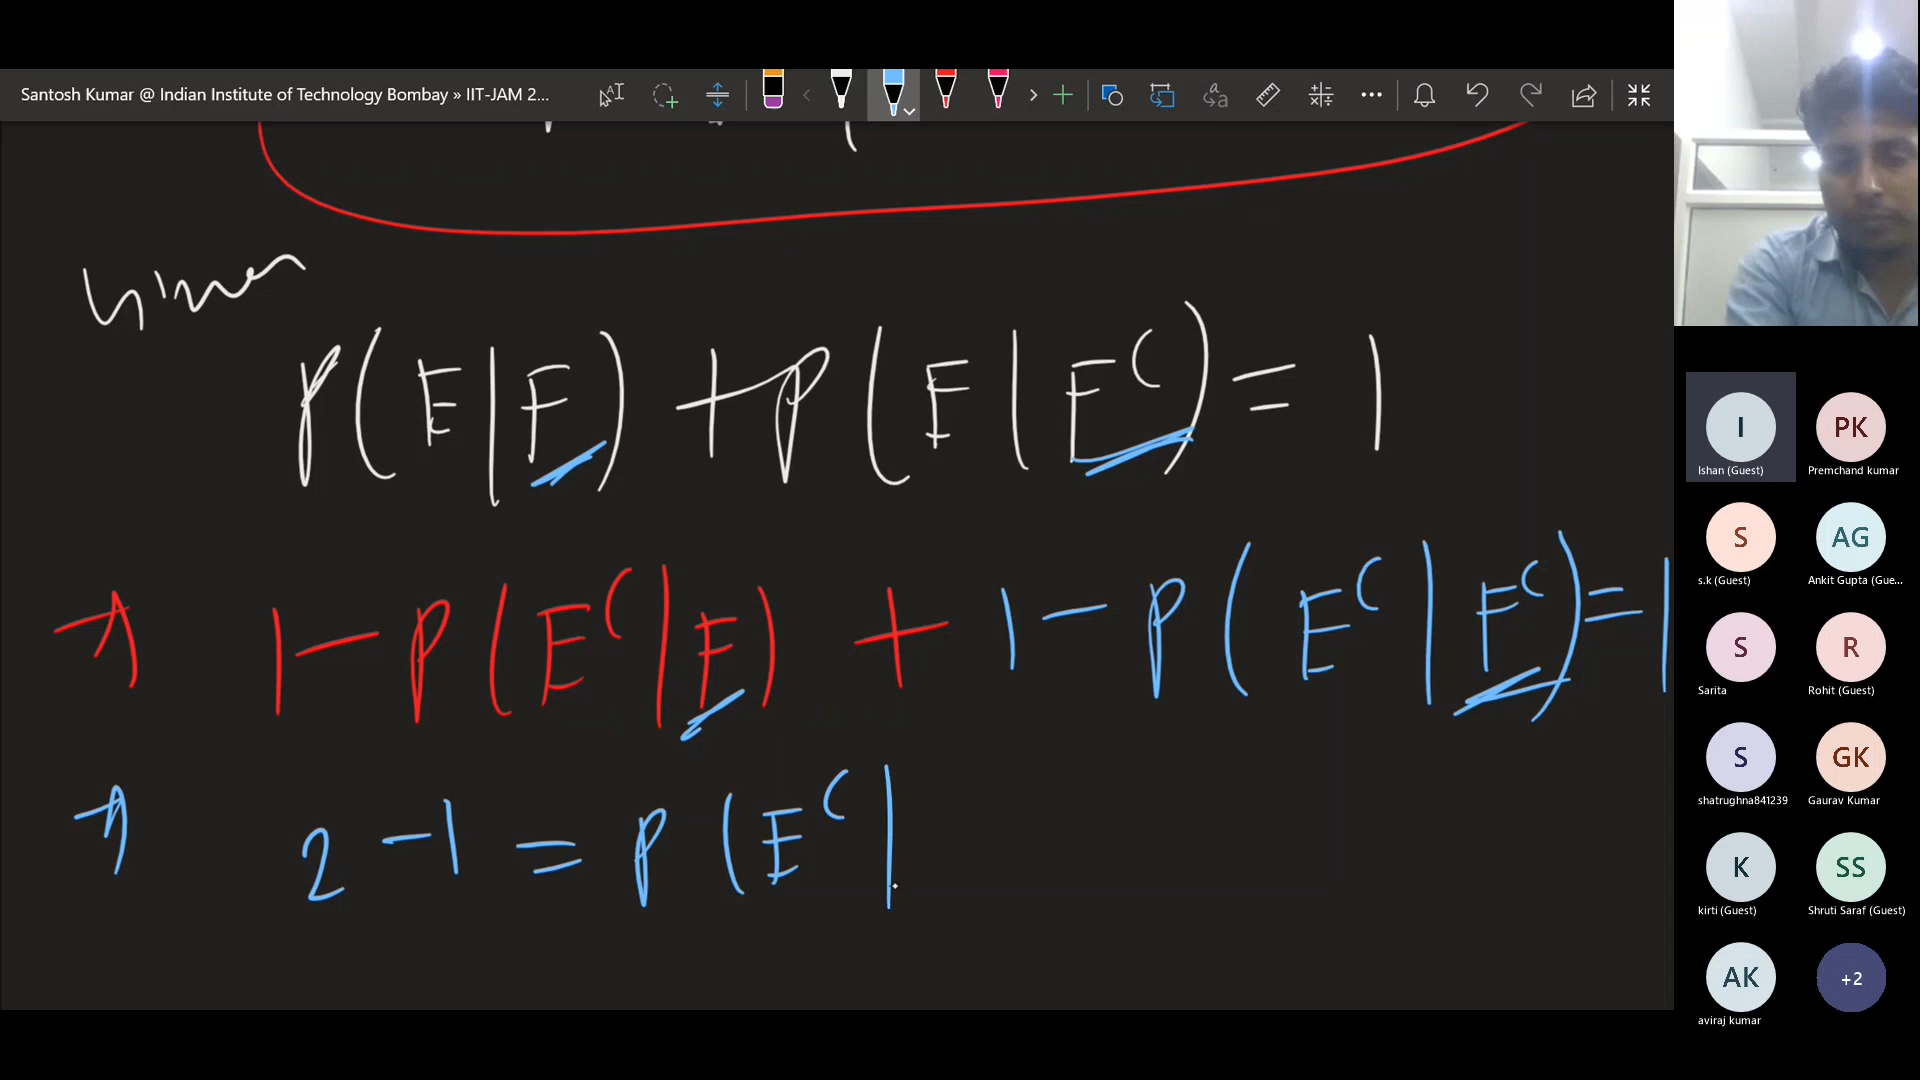 Santosh Kumar @ Indian Institute of Technology Bombay » IIT-JAM 2...
Given
P(E|F) + P(E|F^C) = 1
→ 1 - P(E^C|F) + 1 - P(E^C|F^C) = 1
→ 2 - 1 = P(E^C|
I
Ishan (Guest)
PK
Premchand kumar
S
s.k (Guest)
AG
Ankit Gupta (Gue...
S
Sarita
R
Rohit (Guest)
S
shatrughna841239
GK
Gaurav Kumar
K
kirti (Guest)
SS
Shruti Saraf (Guest)
AK
aviraj kumar
+2